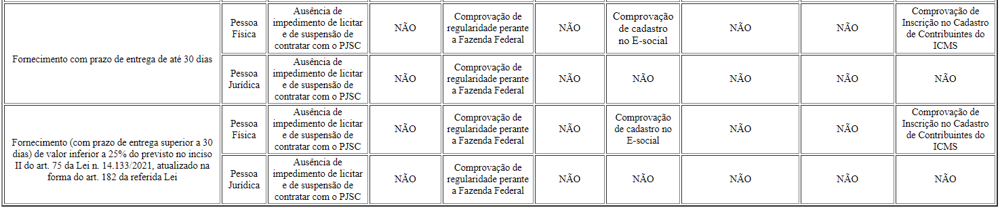 Fornecimento com prazo de entrega de até 30 dias
Pessoa
Física
Ausência de
impedimento de licitar
e de suspensão de
contratar com o PJSC
NÃO
Comprovação de
regularidade perante
a Fazenda Federal
NÃO
Comprovação
de cadastro
no E-social
NÃO
NÃO
Comprovação de
Inscrição no Cadastro
de Contribuintes do
ICMS
Pessoa
Jurídica
Ausência de
impedimento de licitar
e de suspensão de
contratar com o PJSC
NÃO
Comprovação de
regularidade perante
a Fazenda Federal
NÃO
NÃO
NÃO
NÃO
NÃO
Fornecimento (com prazo de entrega superior a 30
dias) de valor inferior a 25% do previsto no inciso
II do art. 75 da Lei n. 14.133/2021, atualizado na
forma do art. 182 da referida Lei
Pessoa
Física
Ausência de
impedimento de licitar
e de suspensão de
contratar com o PJSC
NÃO
Comprovação de
regularidade perante
a Fazenda Federal
NÃO
Comprovação
de cadastro no
E-social
NÃO
NÃO
Comprovação de
Inscrição no Cadastro
de Contribuintes do
ICMS
Pessoa
Jurídica
Ausência de
impedimento de licitar
e de suspensão de
contratar com o PJSC
NÃO
Comprovação de
regularidade perante
a Fazenda Federal
NÃO
NÃO
NÃO
NÃO
NÃO